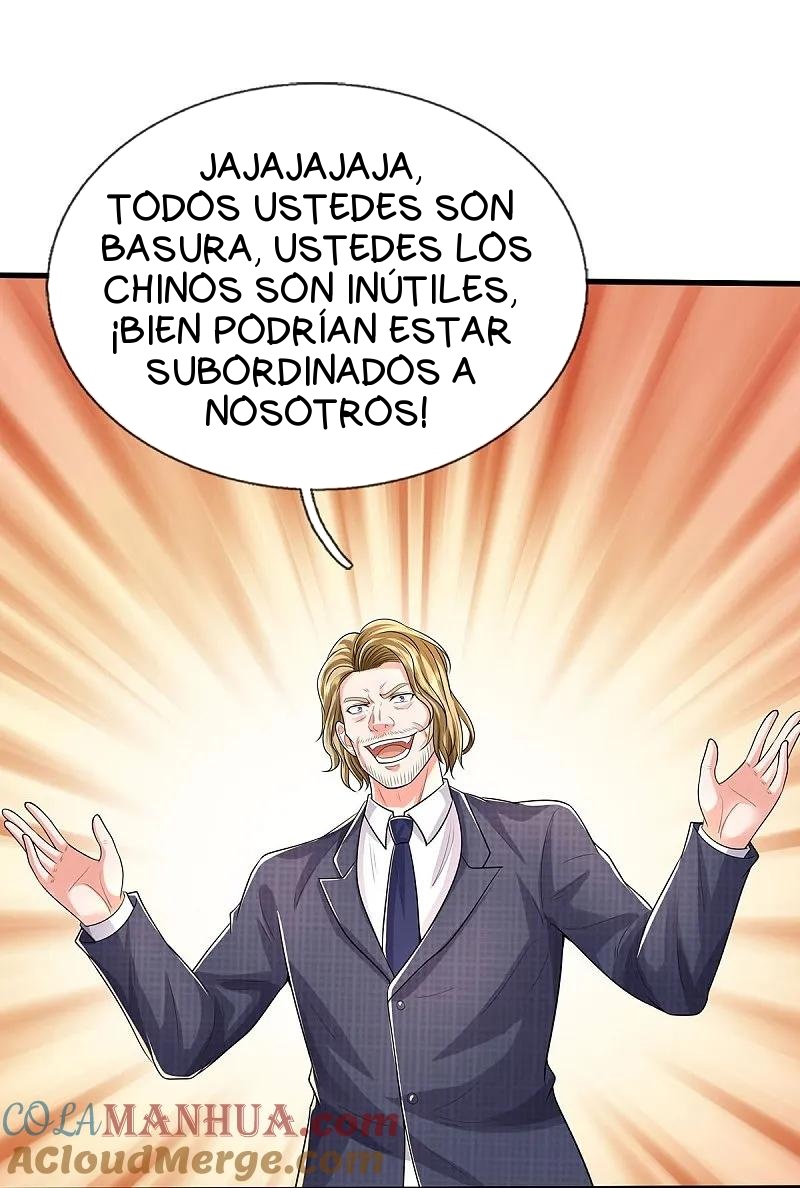 JAJAJAJAJA,
TODOS USTEDES SON
BASURA, USTEDES LOS
CHINOS SON INÚTILES,
¡BIEN PODRÍAN ESTAR
SUBORDINADOS A
NOSOTROS!
COLAMANHUA.com
ACloudMerge.com